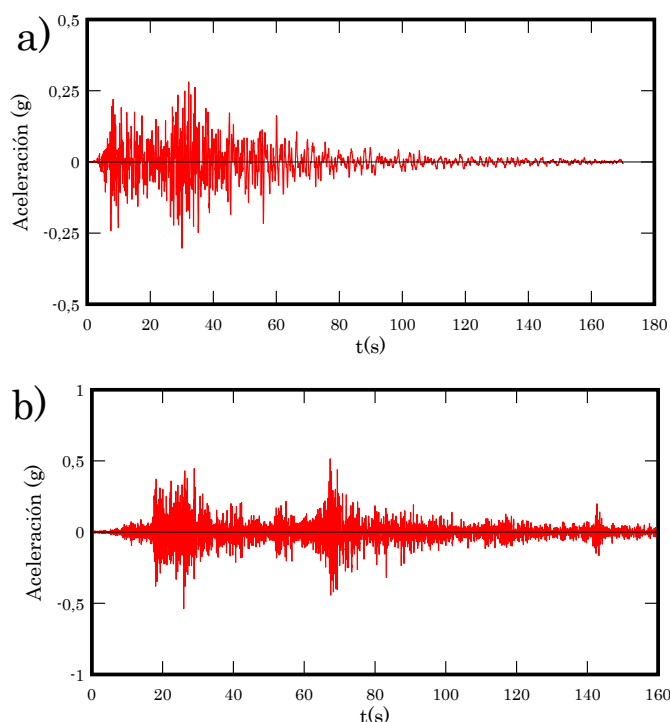 a)
0,5
0,25
0
-0,25
-0,5
Aceleración (g)
0 20 40 60 80 100 120 140 160 180
t(s)
b)
1
0,5
0
-0,5
-1
Aceleración (g)
0 20 40 60 80 100 120 140 160
t(s)